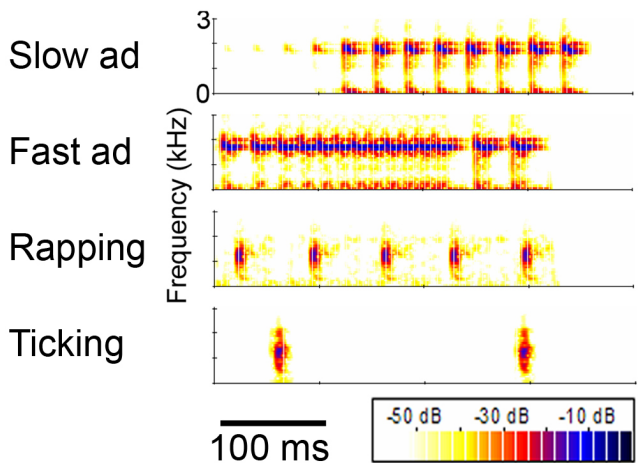 Slow ad
3
0
Fast ad
Frequency (kHz)
Rapping
Ticking
100 ms
-50 dB -30 dB -10 dB